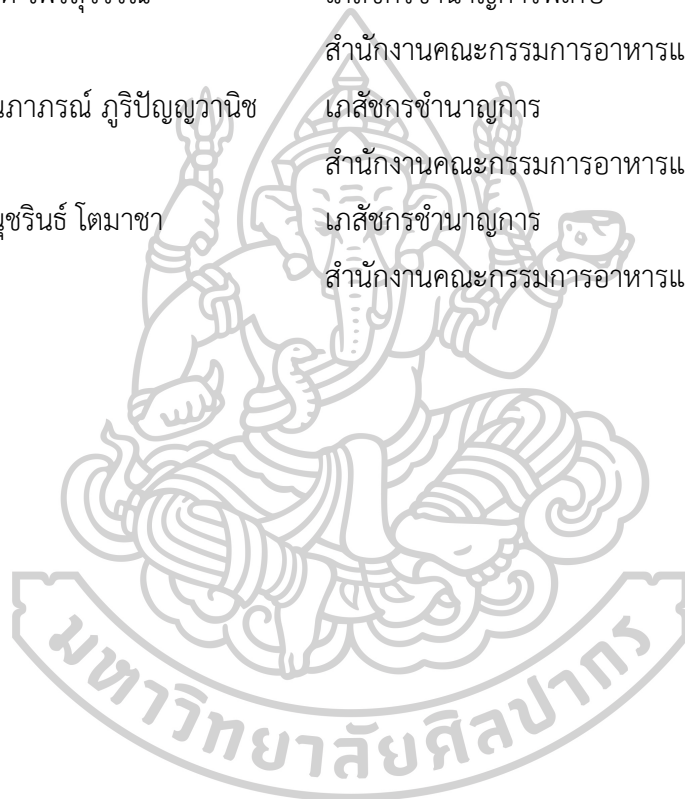 สำนักงานคณะกรรมการอาหารแ
นภาภรณ์ ภูริปัญญวานิช เภสัชกรชำนาญการ
สำนักงานคณะกรรมการอาหารแ
นุชรินธ์ โตมาชา เภสัชกรชำนาญการ
สำนักงานคณะกรรมการอาหารแ
มหาวิทยาลัยศิลปากร